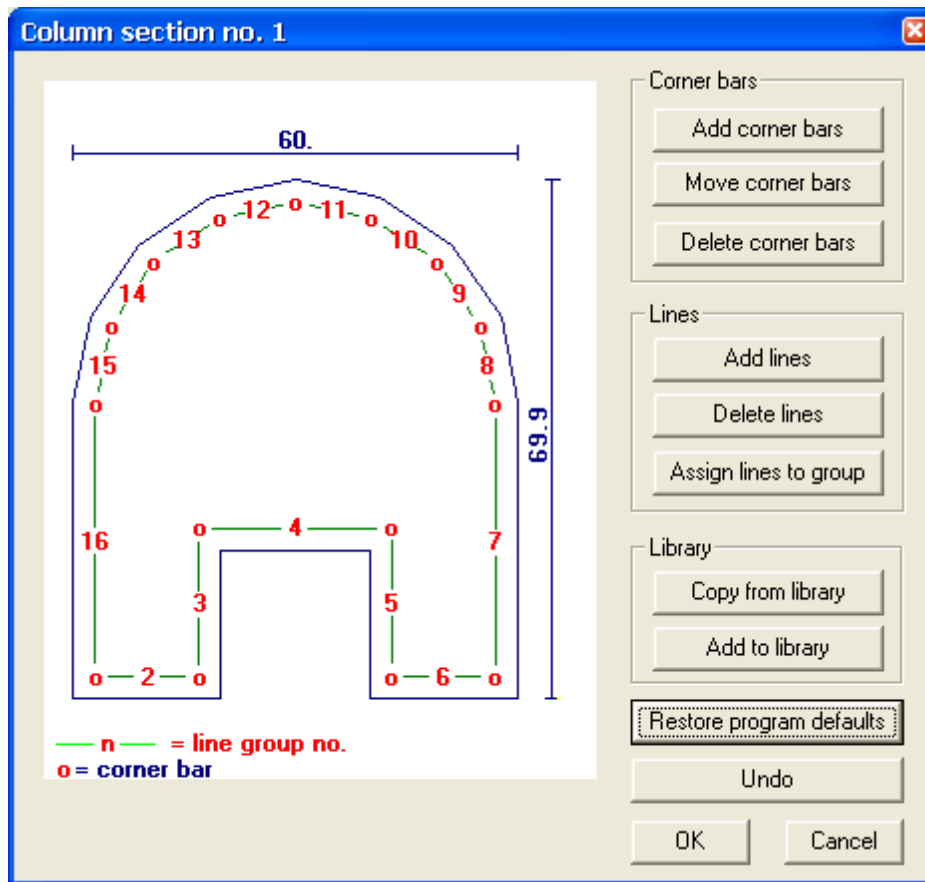 Column section no. 1
60.
12 11
13 10
14 9
15 8
69.9
4
16 7
3 5
2 6
n = line group no.
o = corner bar
Corner bars
Add corner bars
Move corner bars
Delete corner bars
Lines
Add lines
Delete lines
Assign lines to group
Library
Copy from library
Add to library
Restore program defaults
Undo
OK Cancel